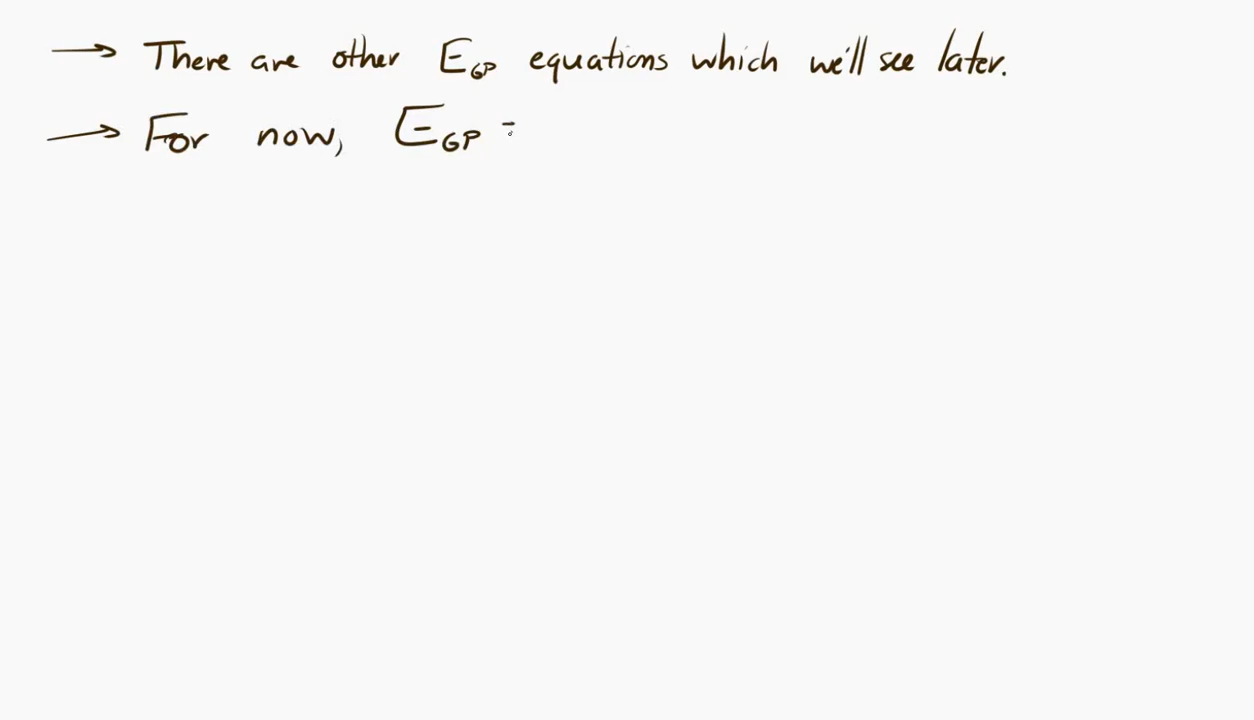 → There are other E_GP equations which we'll see later.
→ For now, E_GP =